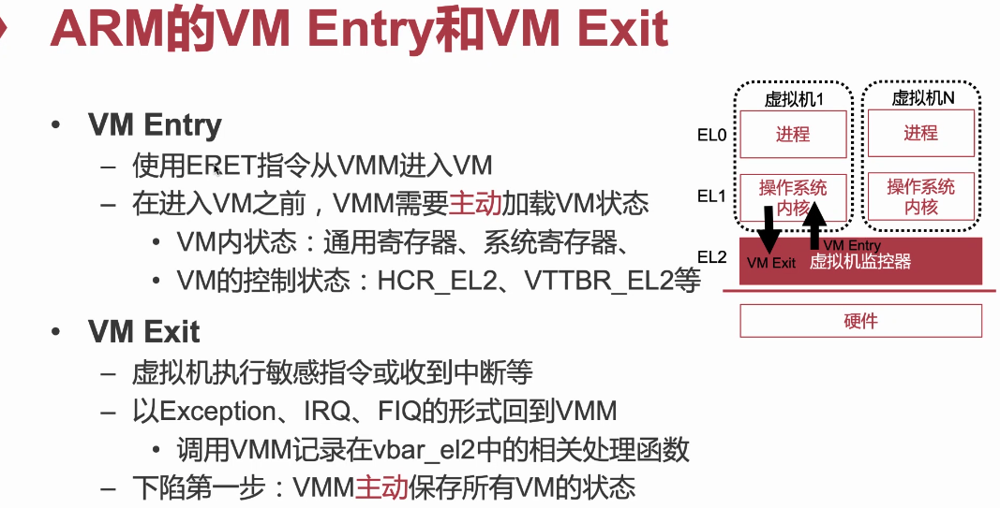 ARM的VM Entry和VM Exit
• VM Entry
– 使用ERET指令从VMM进入VM
– 在进入VM之前，VMM需要主动加载VM状态
• VM内状态：通用寄存器、系统寄存器、
• VM的控制状态：HCR_EL2、VTTBR_EL2等
• VM Exit
– 虚拟机执行敏感指令或收到中断等
– 以Exception、IRQ、FIQ的形式回到VMM
• 调用VMM记录在vbar_el2中的相关处理函数
– 下陷第一步：VMM主动保存所有VM的状态
虚拟机1
虚拟机N
EL0
进程
进程
EL1
操作系统
内核
操作系统
内核
EL2
VM Exit
VM Entry
虚拟机监控器
硬件